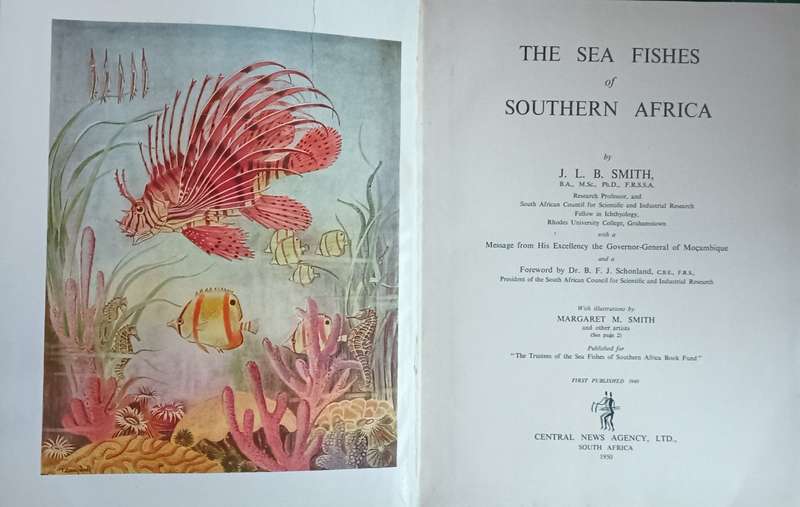 THE SEA FISHES
of
SOUTHERN AFRICA
by
J. L. B. SMITH,
B.A., M.Sc., Ph.D., F.R.S.S.A.
Research Professor, and
South African Council for Scientific and Industrial Research
Fellow in Ichthyology,
Rhodes University College, Grahamstown
with a
Message from His Excellency the Governor-General of Moçambique
and a
Foreword by Dr. B. F. J. Schonland, C.B.E., F.R.S.,
President of the South African Council for Scientific and Industrial Research
With illustrations by
MARGARET M. SMITH
and other artists
(See page 2)
Published for
"The Trustees of the Sea Fishes of Southern Africa Book Fund"
FIRST PUBLISHED 1949
CENTRAL NEWS AGENCY, LTD.,
SOUTH AFRICA
1950